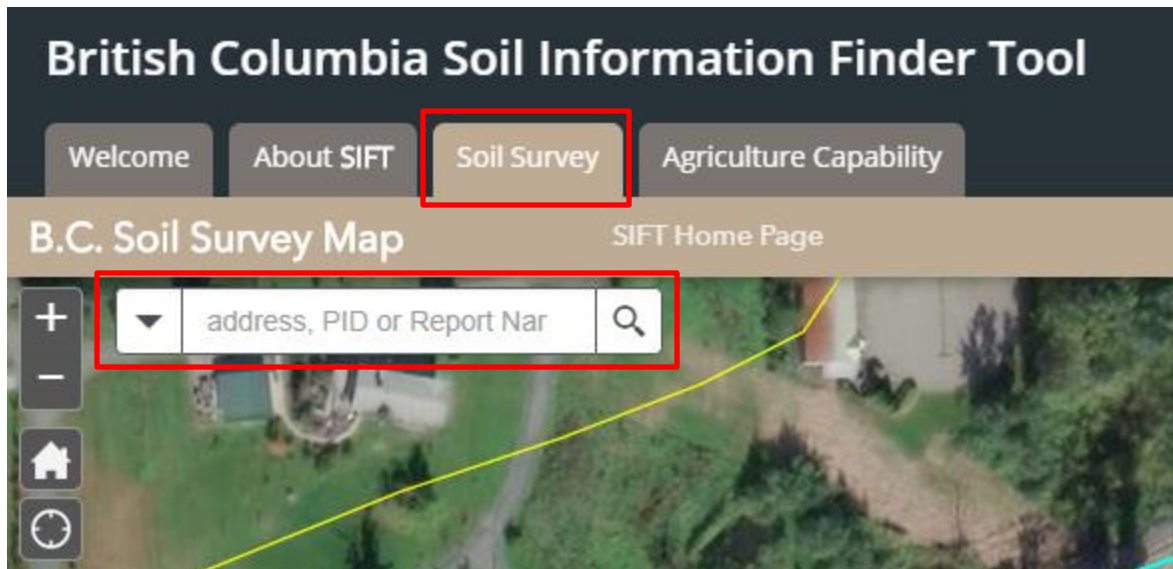 British Columbia Soil Information Finder Tool
Welcome About SIFT Soil Survey Agriculture Capability
B.C. Soil Survey Map SIFT Home Page
+ address, PID or Report Nar
−